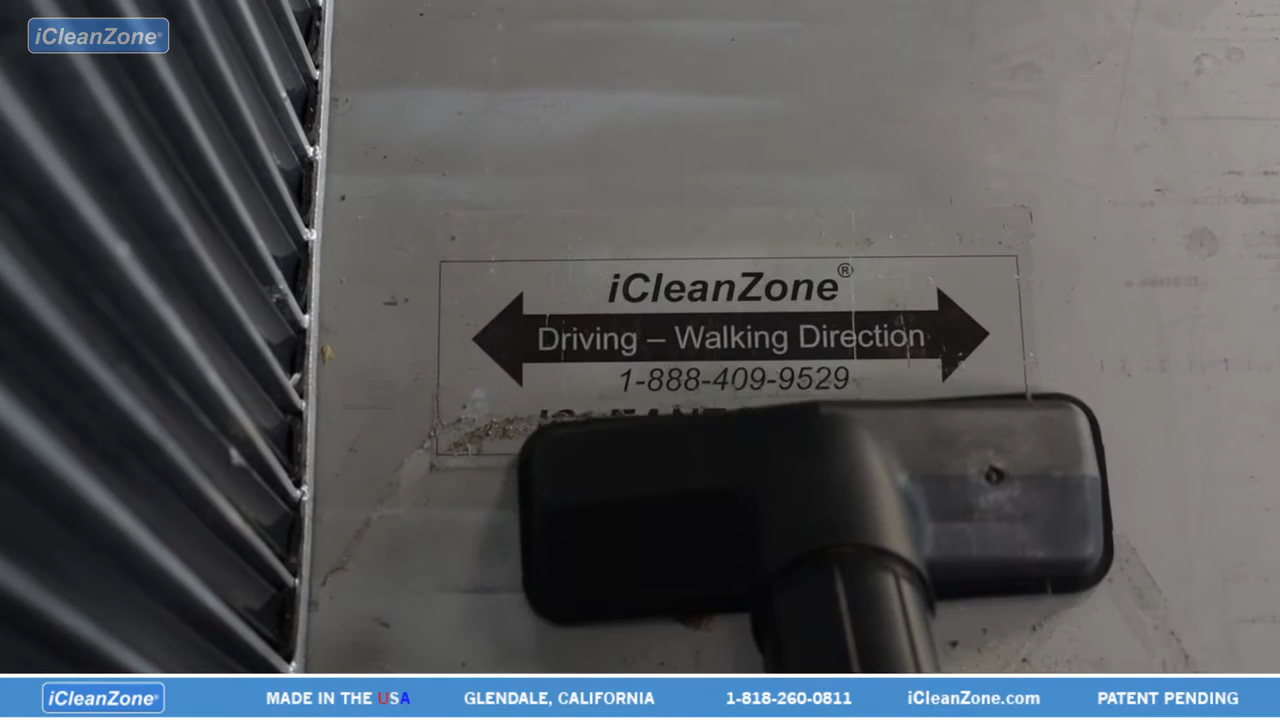 iCleanZone®
iCleanZone®
Driving – Walking Direction
1-888-409-9529
iCleanZone® MADE IN THE USA GLENDALE, CALIFORNIA 1-818-260-0811 iCleanZone.com PATENT PENDING